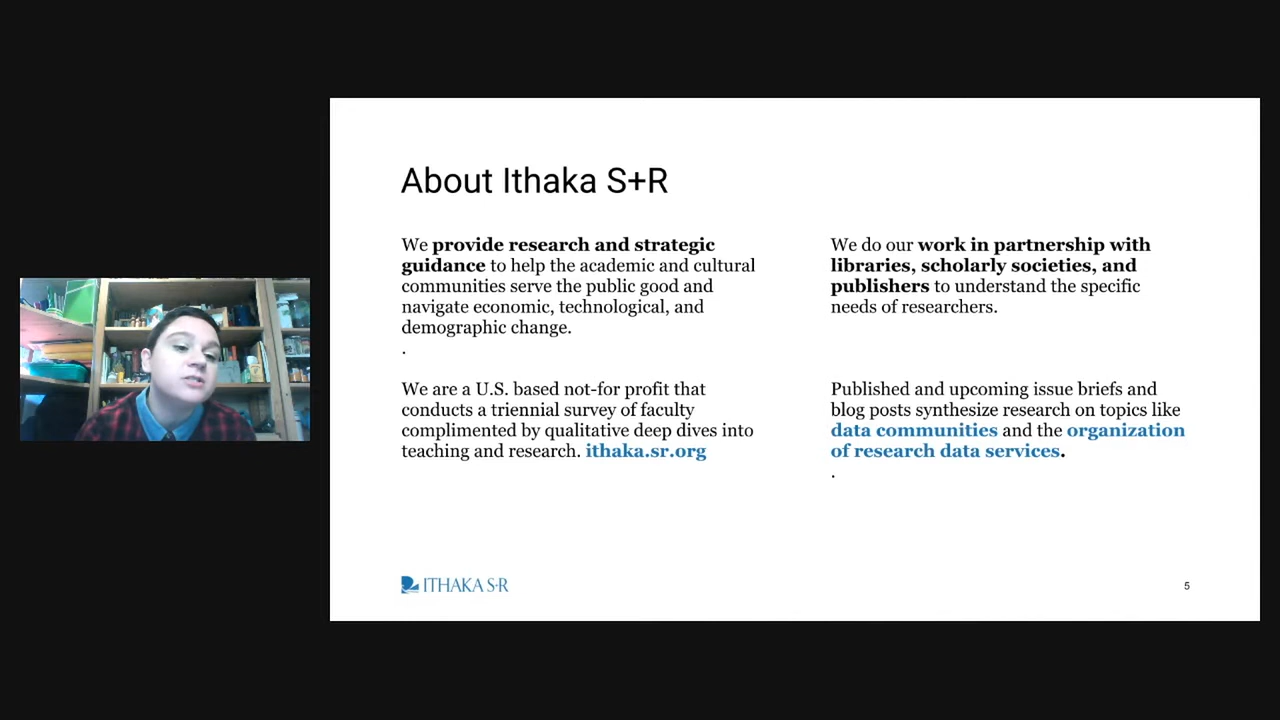 About Ithaka S+R
We provide research and strategic
guidance to help the academic and cultural
communities serve the public good and
navigate economic, technological, and
demographic change.
.
We are a U.S. based not-for profit that
conducts a triennial survey of faculty
complimented by qualitative deep dives into
teaching and research. ithaka.sr.org
We do our work in partnership with
libraries, scholarly societies, and
publishers to understand the specific
needs of researchers.
Published and upcoming issue briefs and
blog posts synthesize research on topics like
data communities and the organization
of research data services.
.
ITHAKA S·R
5